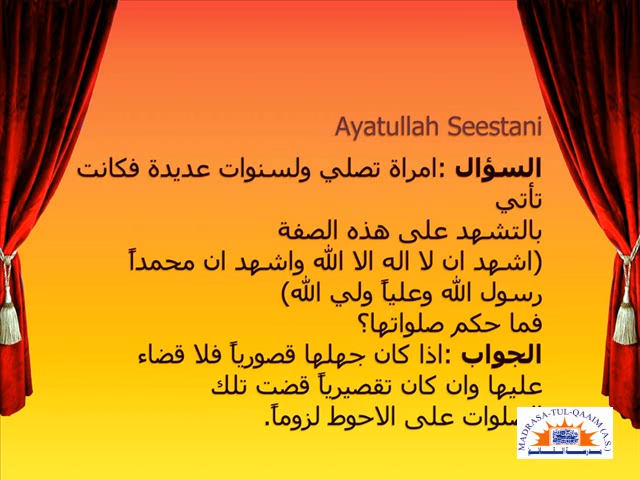 Ayatullah Seestani
السؤال :امراة تصلي ولسنوات عديدة فكانت
تأتي
بالتشهد على هذه الصفة
(اشهد ان لا اله الا الله واشهد ان محمداً
رسول الله وعلياً ولي الله)
فما حكم صلواتها؟
الجواب :اذا كان جهلها قصورياً فلا قضاء
عليها وان كان تقصيرياً قضت تلك
الصلوات على الاحوط لزوماً.
MADRASA-TUL-QAAIM (A.S.)
مدرسة القائم